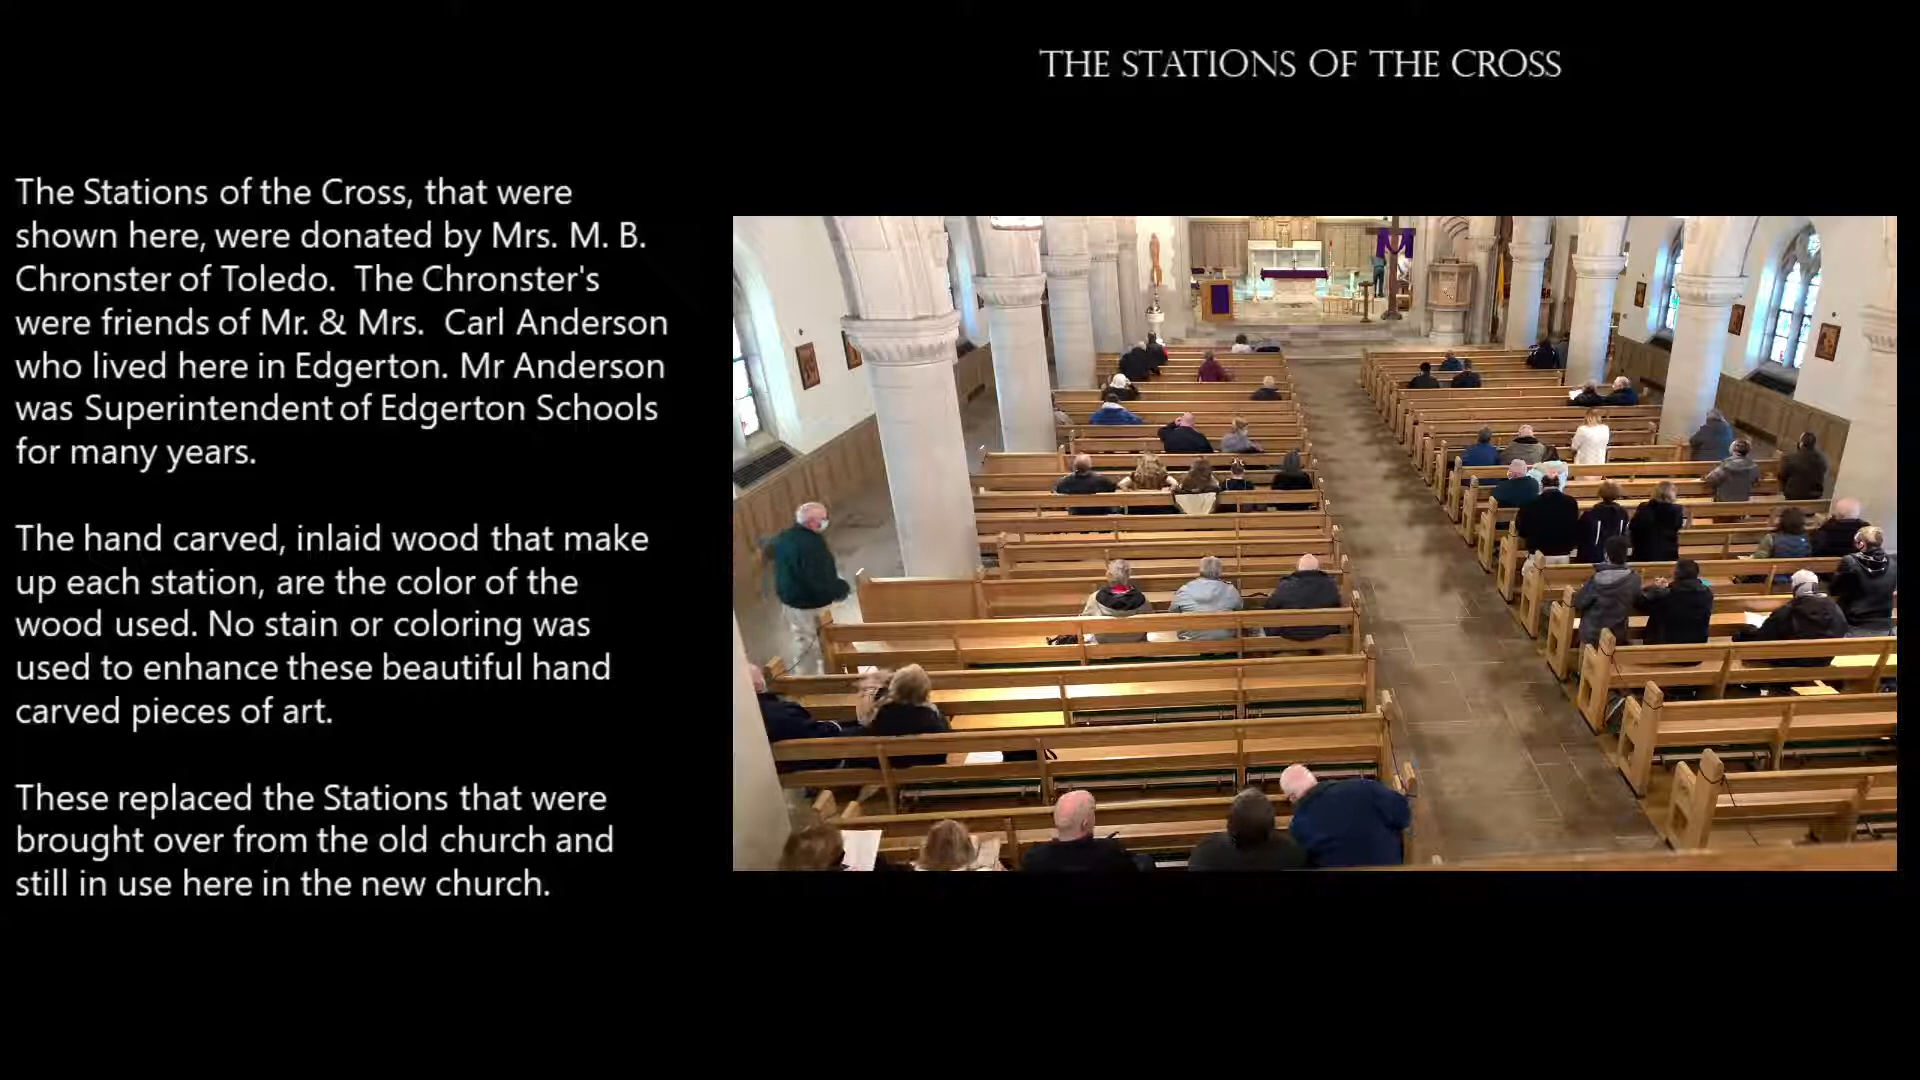 THE STATIONS OF THE CROSS
The Stations of the Cross, that were
shown here, were donated by Mrs. M. B.
Chronster of Toledo.  The Chronster's
were friends of Mr. & Mrs.  Carl Anderson
who lived here in Edgerton. Mr Anderson
was Superintendent of Edgerton Schools
for many years.
The hand carved, inlaid wood that make
up each station, are the color of the
wood used. No stain or coloring was
used to enhance these beautiful hand
carved pieces of art.
These replaced the Stations that were
brought over from the old church and
still in use here in the new church.